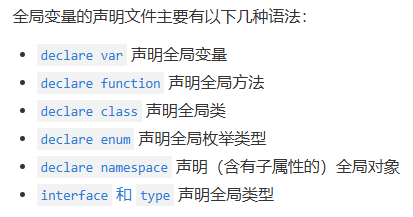 全局变量的声明文件主要有以下几种语法：
declare var 声明全局变量
declare function 声明全局方法
declare class 声明全局类
declare enum 声明全局枚举类型
declare namespace 声明（含有子属性的）全局对象
interface 和 type 声明全局类型